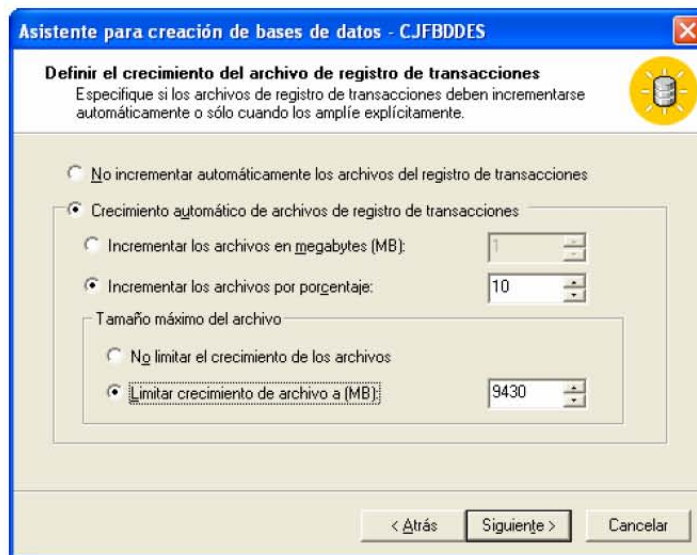 Asistente para creación de bases de datos - CJFBDDES
Definir el crecimiento del archivo de registro de transacciones
Especifique si los archivos de registro de transacciones deben incrementarse
automáticamente o sólo cuando los amplíe explícitamente.
No incrementar automáticamente los archivos del registro de transacciones
Crecimiento automático de archivos de registro de transacciones
Incrementar los archivos en megabytes (MB): 1
Incrementar los archivos por porcentaje: 10
Tamaño máximo del archivo
No limitar el crecimiento de los archivos
Limitar crecimiento de archivo a (MB): 9430
< Atrás Siguiente > Cancelar